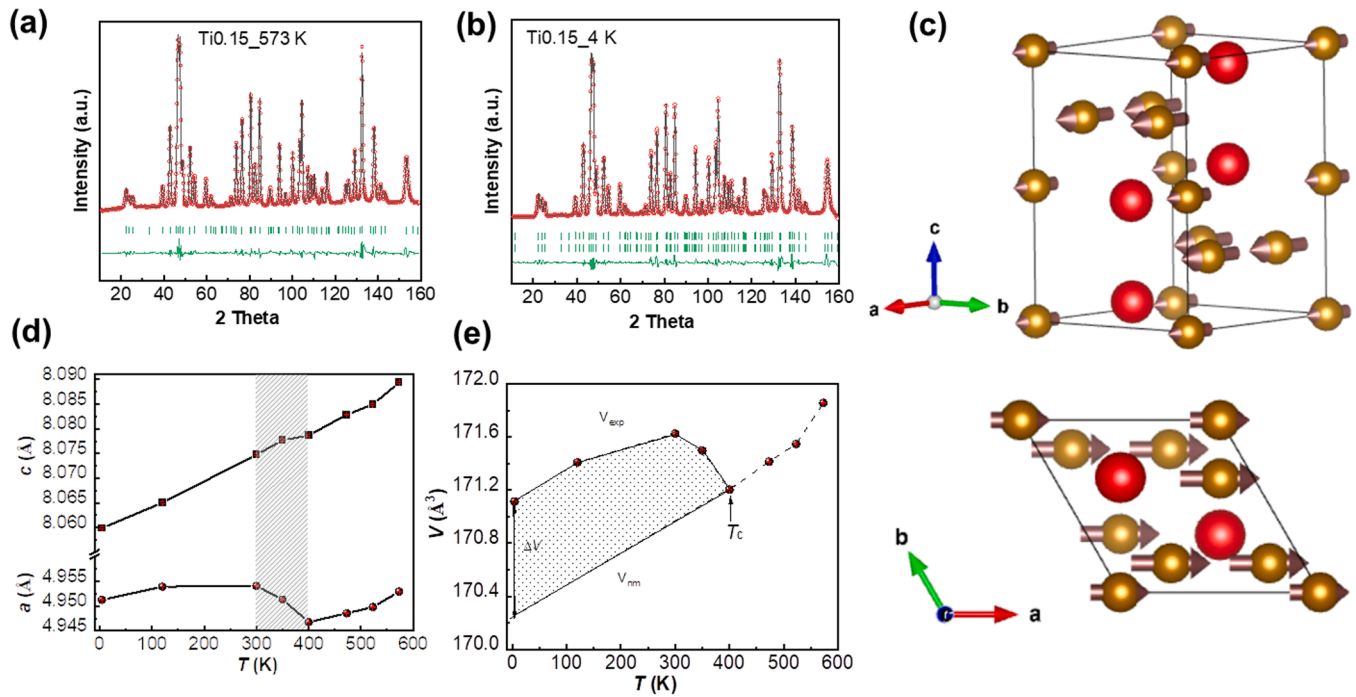 (a)
Ti0.15_573 K
Intensity (a.u.)
20 40 60 80 100 120 140 160
2 Theta
(b)
Ti0.15_4 K
Intensity (a.u.)
20 40 60 80 100 120 140 160
2 Theta
(c)
c
a
b
b
c
a
(d)
8.090
8.085
8.080
8.070
8.065
8.060
4.955
4.950
4.945
c (Å)
a (Å)
0 100 200 300 400 500 600
T (K)
(e)
172.0
171.6
171.2
170.8
170.4
170.0
V (Å³)
Vexp
ΔV
Vnm
TC
0 100 200 300 400 500 600
T (K)